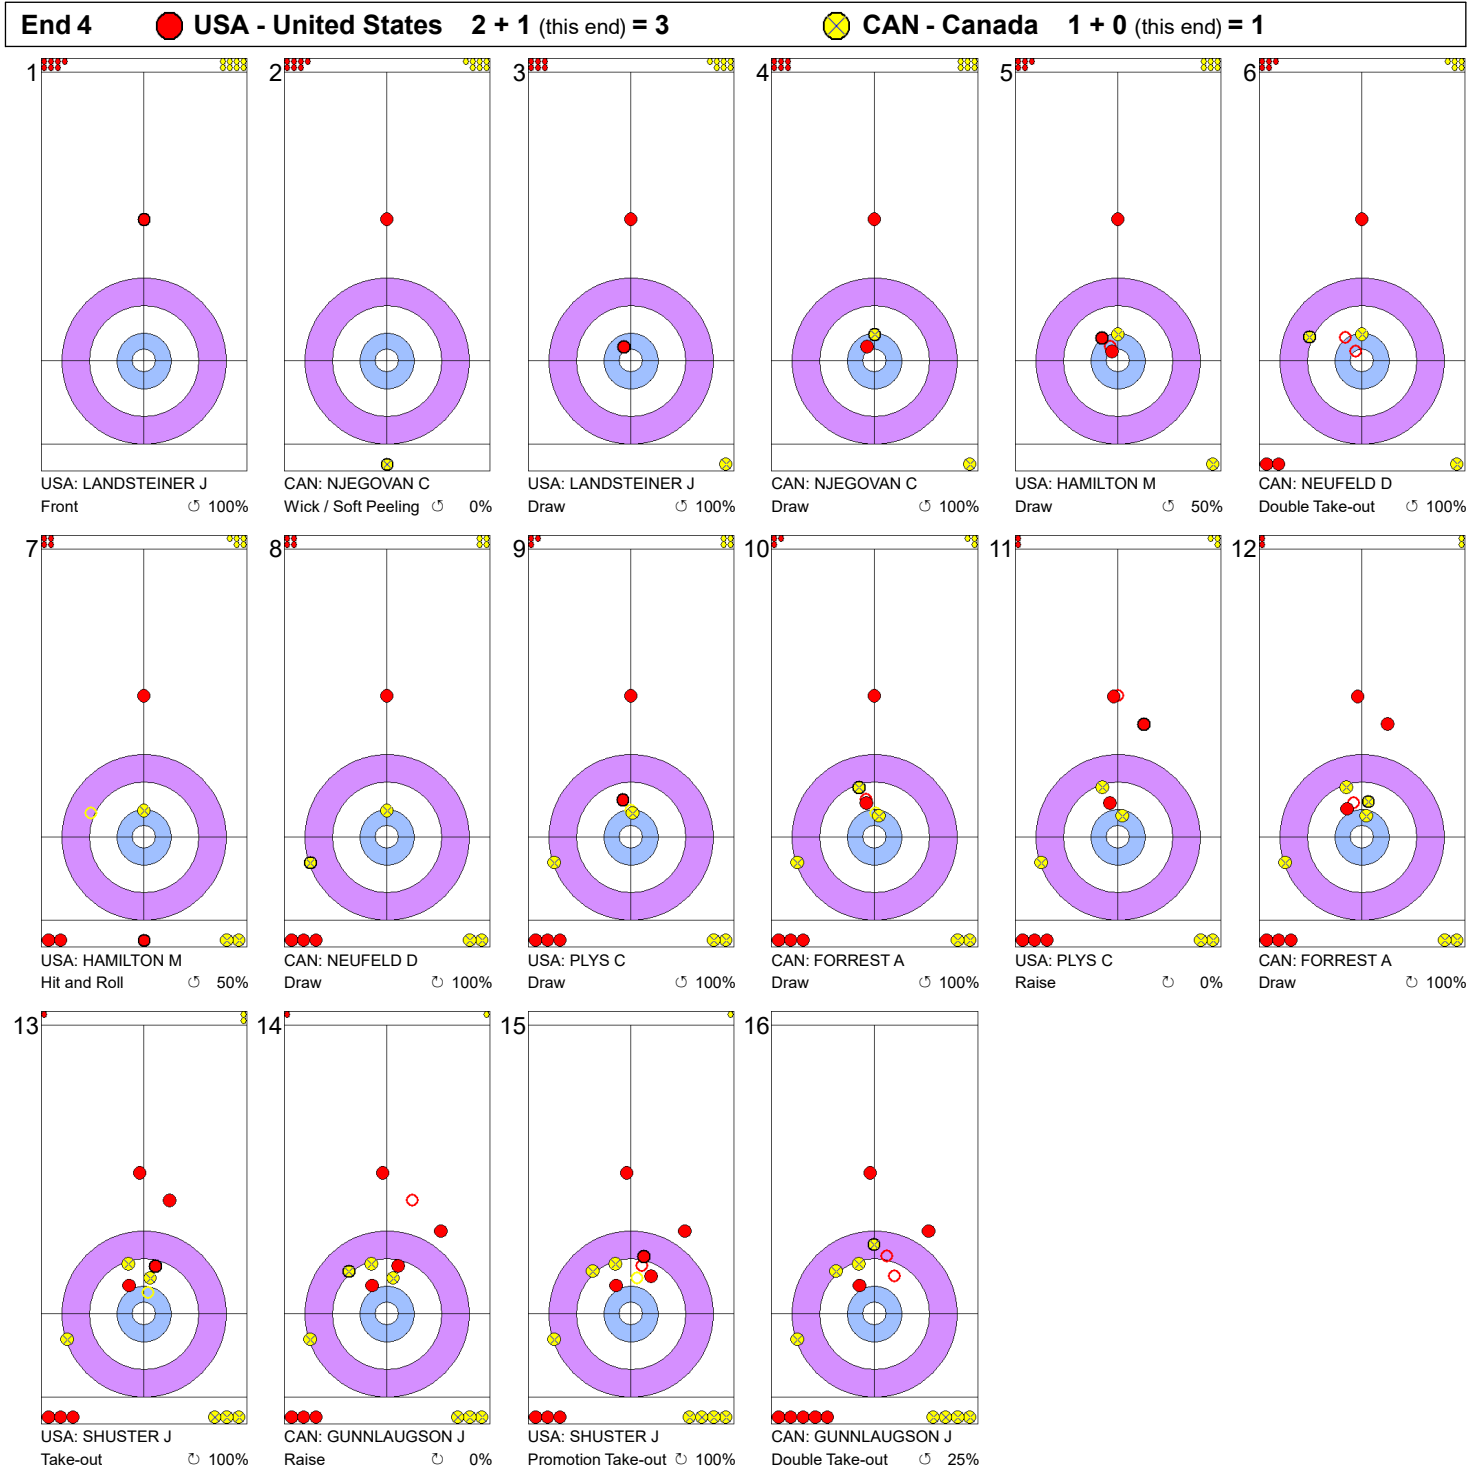 End 4 USA - United States 2 + 1 (this end) = 3 CAN - Canada 1 + 0 (this end) = 1
1 2 3 4 5 6
USA: LANDSTEINER J CAN: NJEGOVAN C USA: LANDSTEINER J CAN: NJEGOVAN C USA: HAMILTON M CAN: NEUFELD D
Front ↺ 100% Wick / Soft Peeling ↺ 0% Draw ↺ 100% Draw ↺ 100% Draw ↺ 50% Double Take-out ↺ 100%
7 8 9 10 11 12
USA: HAMILTON M CAN: NEUFELD D USA: PLYS C CAN: FORREST A USA: PLYS C CAN: FORREST A
Hit and Roll ↺ 50% Draw ↻ 100% Draw ↺ 100% Draw ↺ 100% Raise ↻ 0% Draw ↻ 100%
13 14 15 16
USA: SHUSTER J CAN: GUNNLAUGSON J USA: SHUSTER J CAN: GUNNLAUGSON J
Take-out ↻ 100% Raise ↻ 0% Promotion Take-out ↻ 100% Double Take-out ↺ 25%